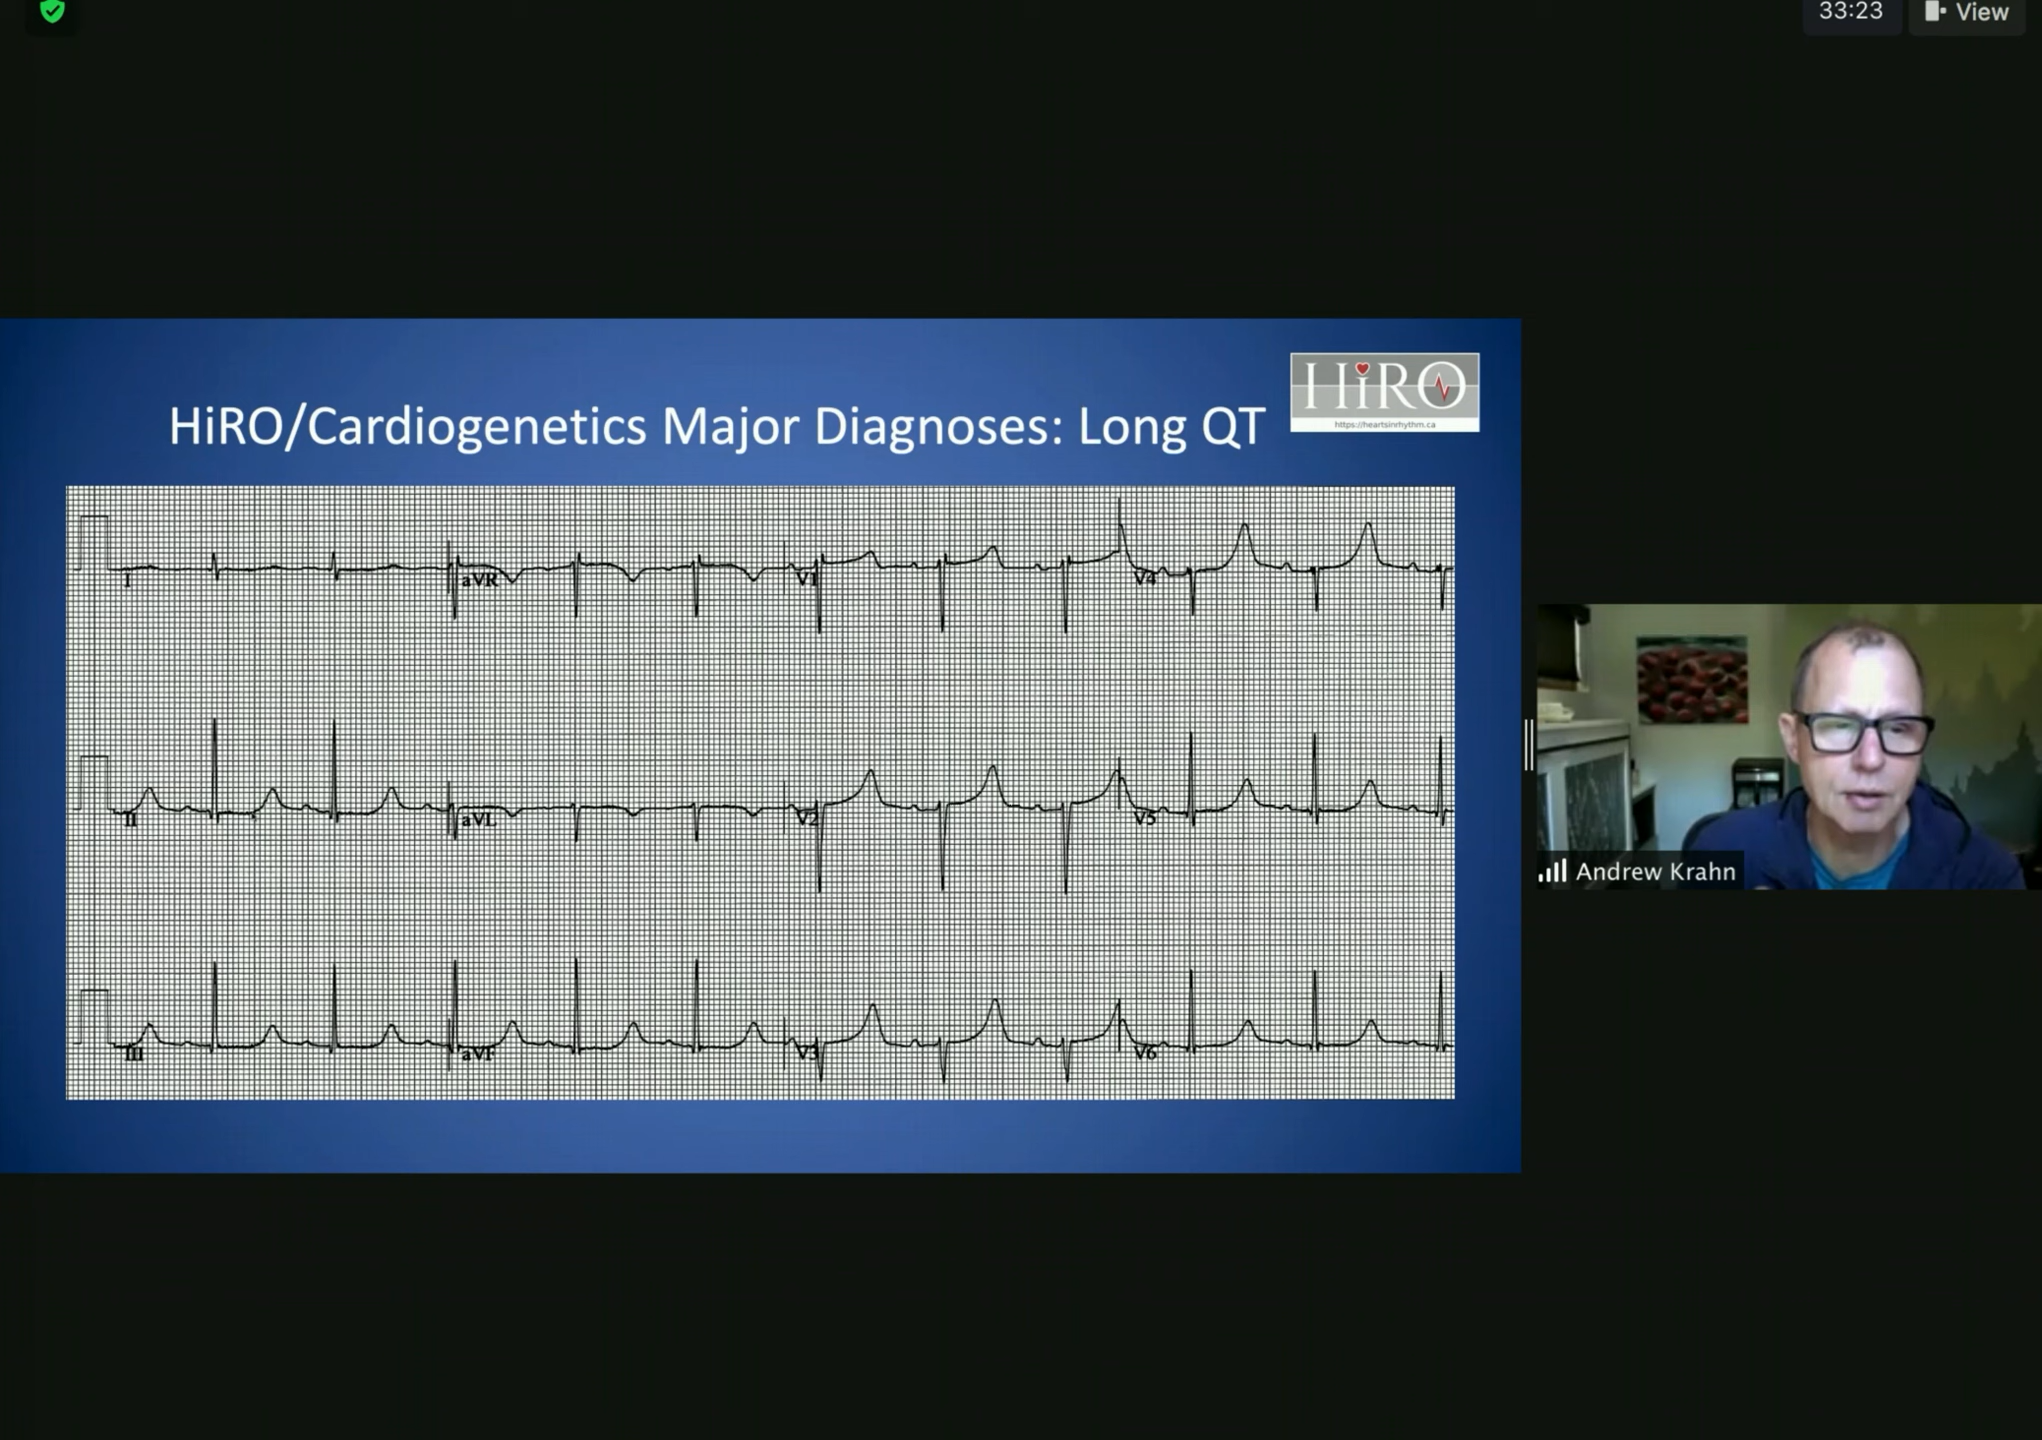 33:23
View
HiRO
https://heartsinrhythm.ca
HiRO/Cardiogenetics Major Diagnoses: Long QT
I
aVR
V1
V4
II
aVL
V2
V5
III
aVF
V3
V6
Andrew Krahn